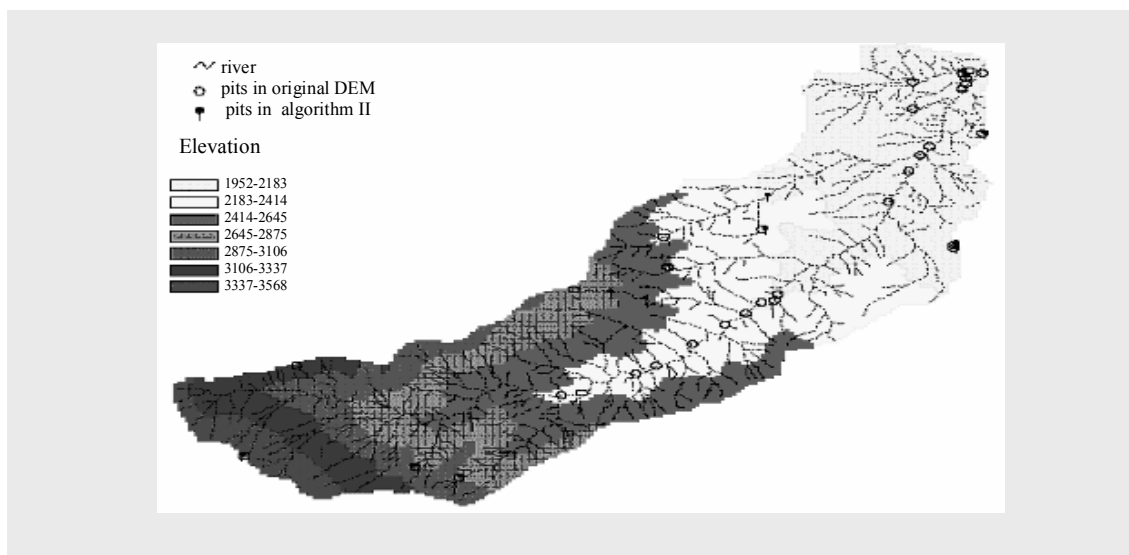 river
pits in original DEM
pits in algorithm II
Elevation
1952-2183
2183-2414
2414-2645
2645-2875
2875-3106
3106-3337
3337-3568